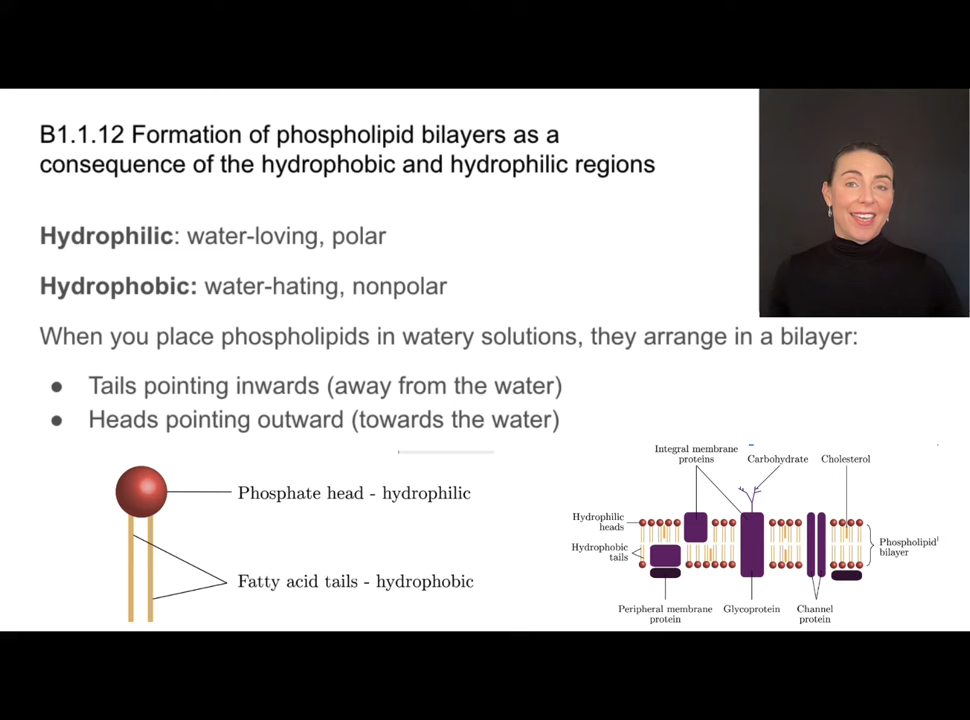 B1.1.12 Formation of phospholipid bilayers as a
consequence of the hydrophobic and hydrophilic regions
Hydrophilic: water-loving, polar
Hydrophobic: water-hating, nonpolar
When you place phospholipids in watery solutions, they arrange in a bilayer:
● Tails pointing inwards (away from the water)
● Heads pointing outward (towards the water)
Phosphate head - hydrophilic
Fatty acid tails - hydrophobic
Integral membrane
proteins
Carbohydrate
Cholesterol
Hydrophilic
heads
Hydrophobic
tails
Phospholipid
bilayer
Peripheral membrane
protein
Glycoprotein
Channel
protein